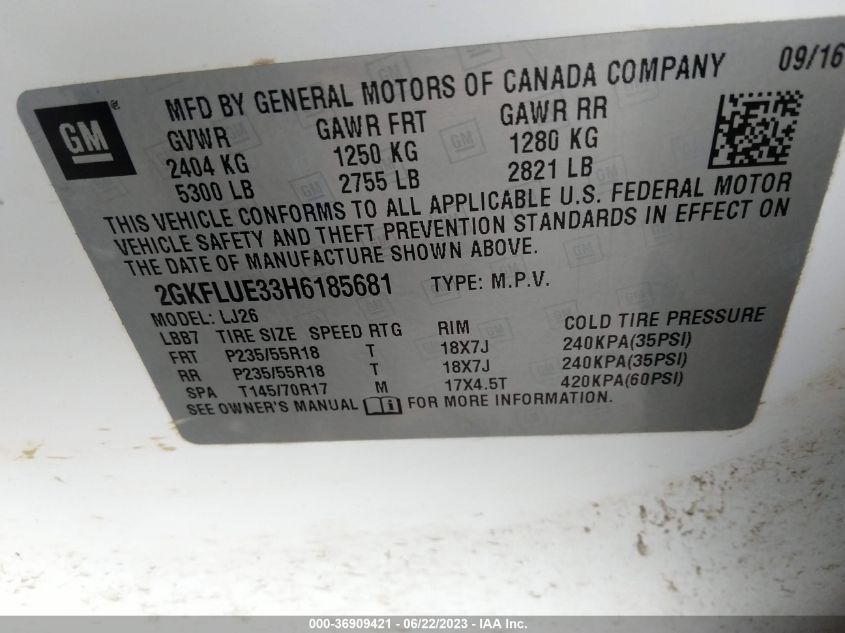 MFD BY GENERAL MOTORS OF CANADA COMPANY 09/16
GM
GVWR GAWR FRT GAWR RR
2404 KG 1250 KG 1280 KG
5300 LB 2755 LB 2821 LB
THIS VEHICLE CONFORMS TO ALL APPLICABLE U.S. FEDERAL MOTOR
VEHICLE SAFETY AND THEFT PREVENTION STANDARDS IN EFFECT ON
THE DATE OF MANUFACTURE SHOWN ABOVE.
2GKFLUE33H6185681 TYPE: M.P.V.
MODEL: LJ26
LBB7 TIRE SIZE SPEED RTG RIM COLD TIRE PRESSURE
FRT P235/55R18 T 18X7J 240KPA(35PSI)
RR P235/55R18 T 18X7J 240KPA(35PSI)
SPA T145/70R17 M 17X4.5T 420KPA(60PSI)
SEE OWNER'S MANUAL i FOR MORE INFORMATION.
000-36909421 - 06/22/2023 - IAA Inc.